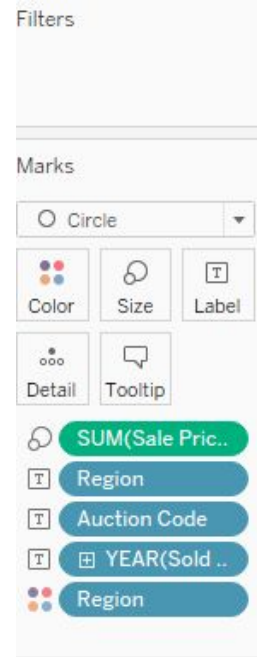 Filters
Marks
Circle
Color Size Label
Detail Tooltip
SUM(Sale Pric..
Region
Auction Code
YEAR(Sold ..
Region